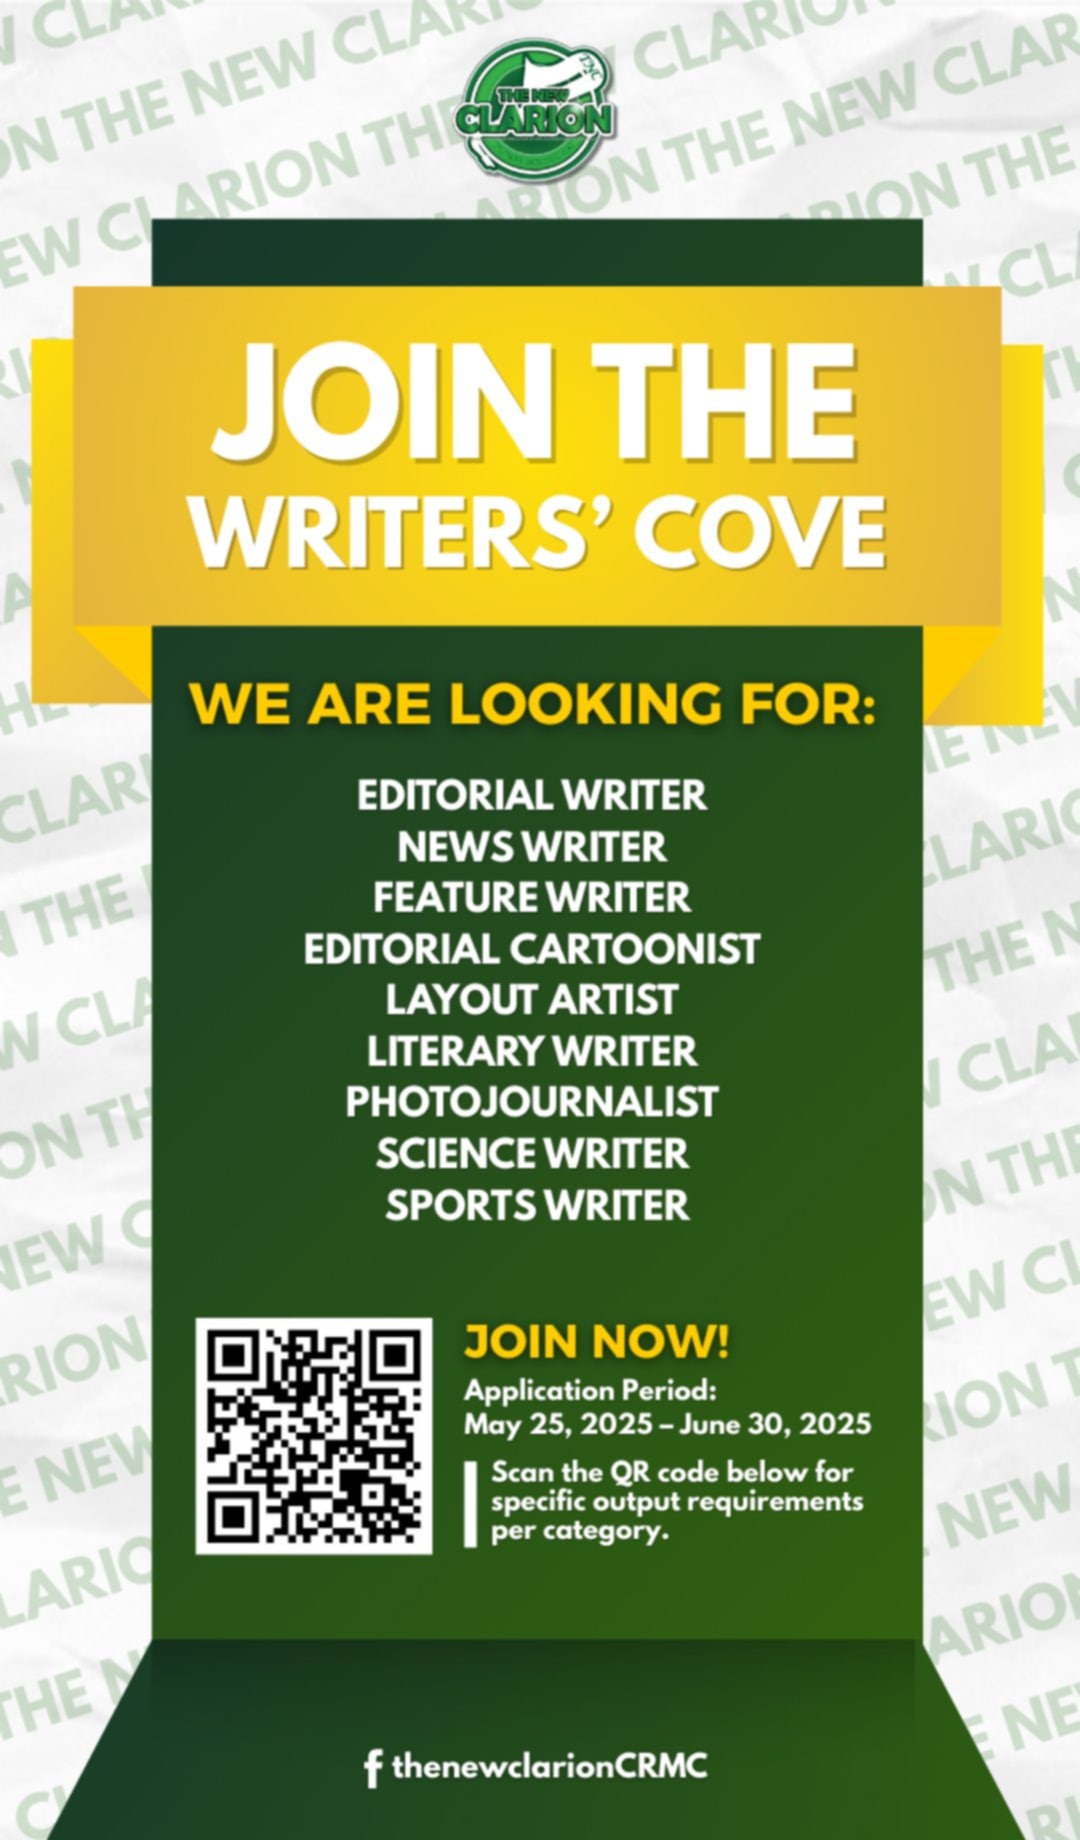 THE NEW
CLARION
JOIN THE
WRITERS’ COVE
WE ARE LOOKING FOR:
EDITORIAL WRITER
NEWS WRITER
FEATURE WRITER
EDITORIAL CARTOONIST
LAYOUT ARTIST
LITERARY WRITER
PHOTOJOURNALIST
SCIENCE WRITER
SPORTS WRITER
JOIN NOW!
Application Period:
May 25, 2025 – June 30, 2025
Scan the QR code below for
specific output requirements
per category.
thenewclarionCRMC